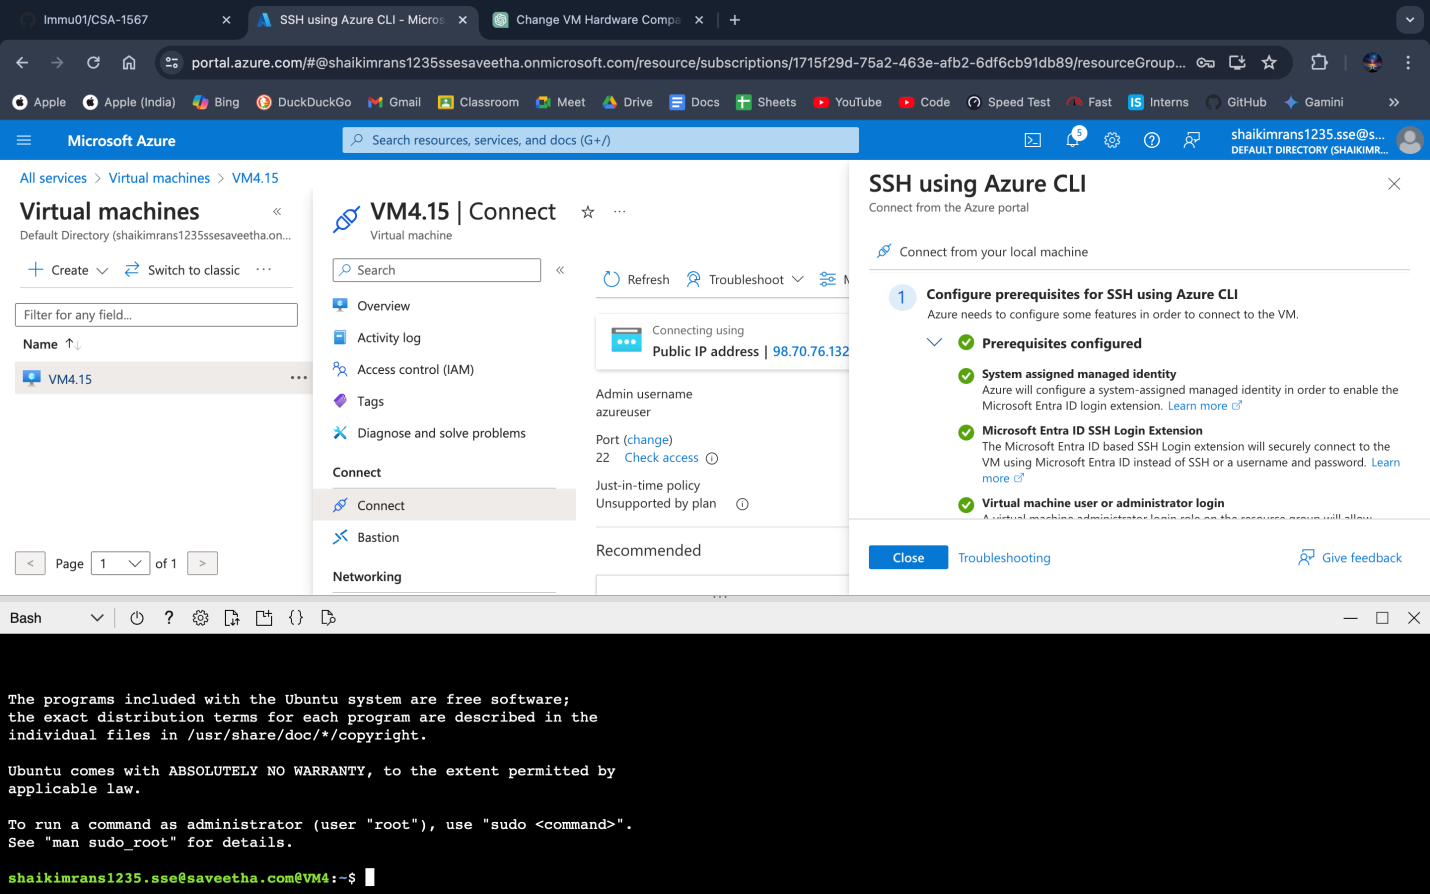 Immu01/CSA-1567
SSH using Azure CLI - Micros
Change VM Hardware Compa
portal.azure.com/#@shaikimrans1235ssesaveetha.onmicrosoft.com/resource/subscriptions/1715f29d-75a2-463e-afb2-6df6cb91db89/resourceGroup...
Apple
Apple (India)
Bing
DuckDuckGo
Gmail
Classroom
Meet
Drive
Docs
Sheets
YouTube
Code
Speed Test
Fast
IS Interns
GitHub
Gamini
»
Microsoft Azure
Search resources, services, and docs (G+/)
5
shaikimrans1235.sse@s...
DEFAULT DIRECTORY (SHAIKIMR...
All services > Virtual machines > VM4.15
Virtual machines
«
Default Directory (shaikimrans1235ssesaveetha.on...
Create
Switch to classic
...
Filter for any field...
Name ↑↓
VM4.15
...
< Page 1 of 1 >
VM4.15 | Connect
...
Virtual machine
Search
«
Overview
Activity log
Access control (IAM)
Tags
Diagnose and solve problems
Connect
Connect
Bastion
Networking
Refresh
Troubleshoot
M
Connecting using
Public IP address | 98.70.76.132
Admin username
azureuser
Port (change)
22 Check access
Just-in-time policy
Unsupported by plan
Recommended
SSH using Azure CLI
Connect from the Azure portal
Connect from your local machine
1 Configure prerequisites for SSH using Azure CLI
Azure needs to configure some features in order to connect to the VM.
Prerequisites configured
System assigned managed identity
Azure will configure a system-assigned managed identity in order to enable the
Microsoft Entra ID login extension. Learn more
Microsoft Entra ID SSH Login Extension
The Microsoft Entra ID based SSH Login extension will securely connect to the
VM using Microsoft Entra ID instead of SSH or a username and password. Learn
more
Virtual machine user or administrator login
A virtual machine administrator login role on the resource group will allow
Close
Troubleshooting
Give feedback
Bash
?
{}
The programs included with the Ubuntu system are free software;
the exact distribution terms for each program are described in the
individual files in /usr/share/doc/*/copyright.
Ubuntu comes with ABSOLUTELY NO WARRANTY, to the extent permitted by
applicable law.
To run a command as administrator (user "root"), use "sudo <command>".
See "man sudo_root" for details.
shaikimrans1235.sse@saveetha.com@VM4:~$